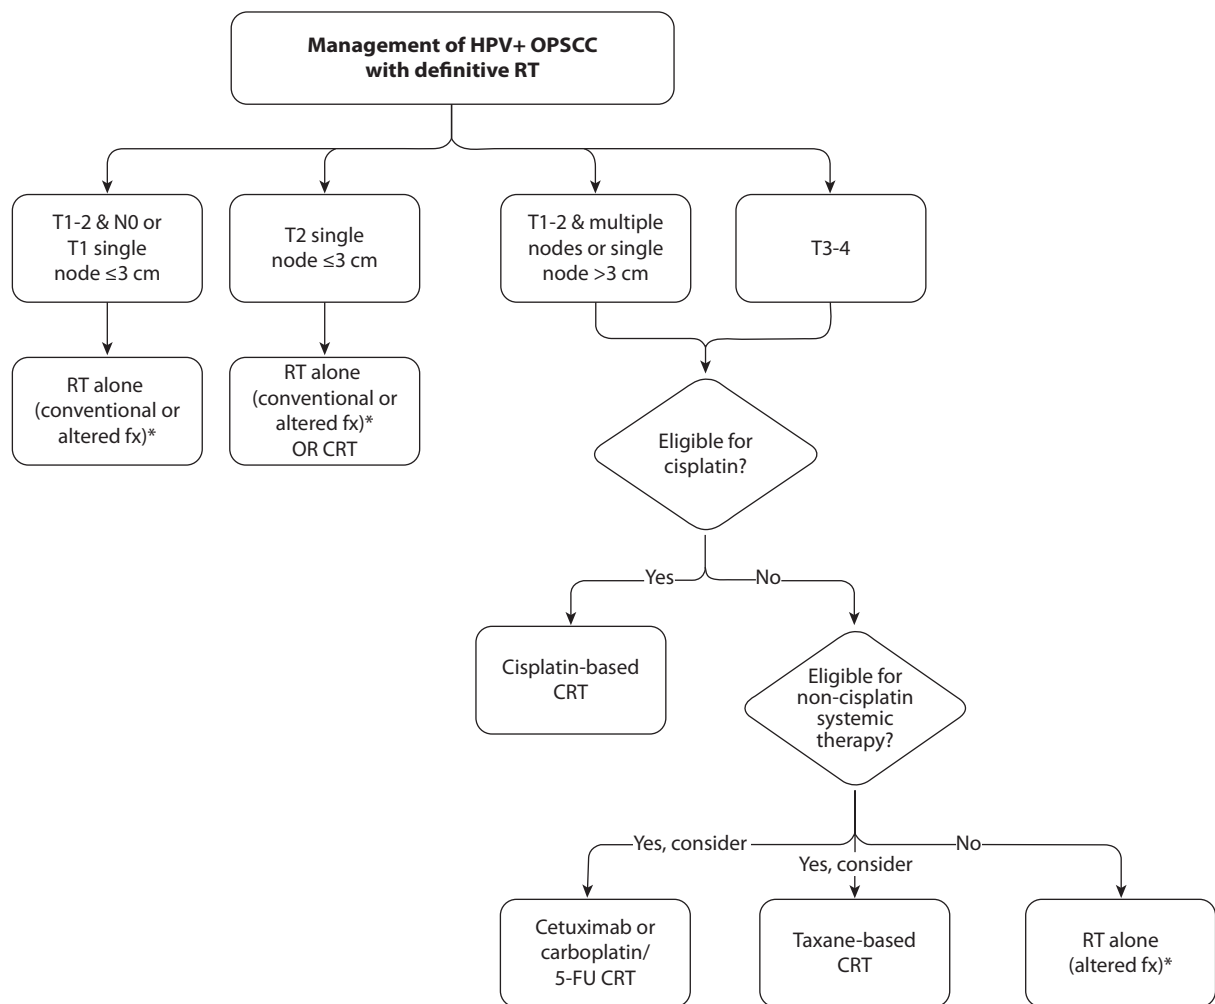 Management of HPV+ OPSCC
with definitive RT
T1-2 & N0 or
T1 single
node ≤3 cm
T2 single
node ≤3 cm
T1-2 & multiple
nodes or single
node >3 cm
T3-4
RT alone
(conventional or
altered fx)*
RT alone
(conventional or
altered fx)*
OR CRT
Eligible for
cisplatin?
Yes
No
Cisplatin-based
CRT
Eligible for
non-cisplatin
systemic
therapy?
Yes, consider
Yes, consider
No
Cetuximab or
carboplatin/
5-FU CRT
Taxane-based
CRT
RT alone
(altered fx)*